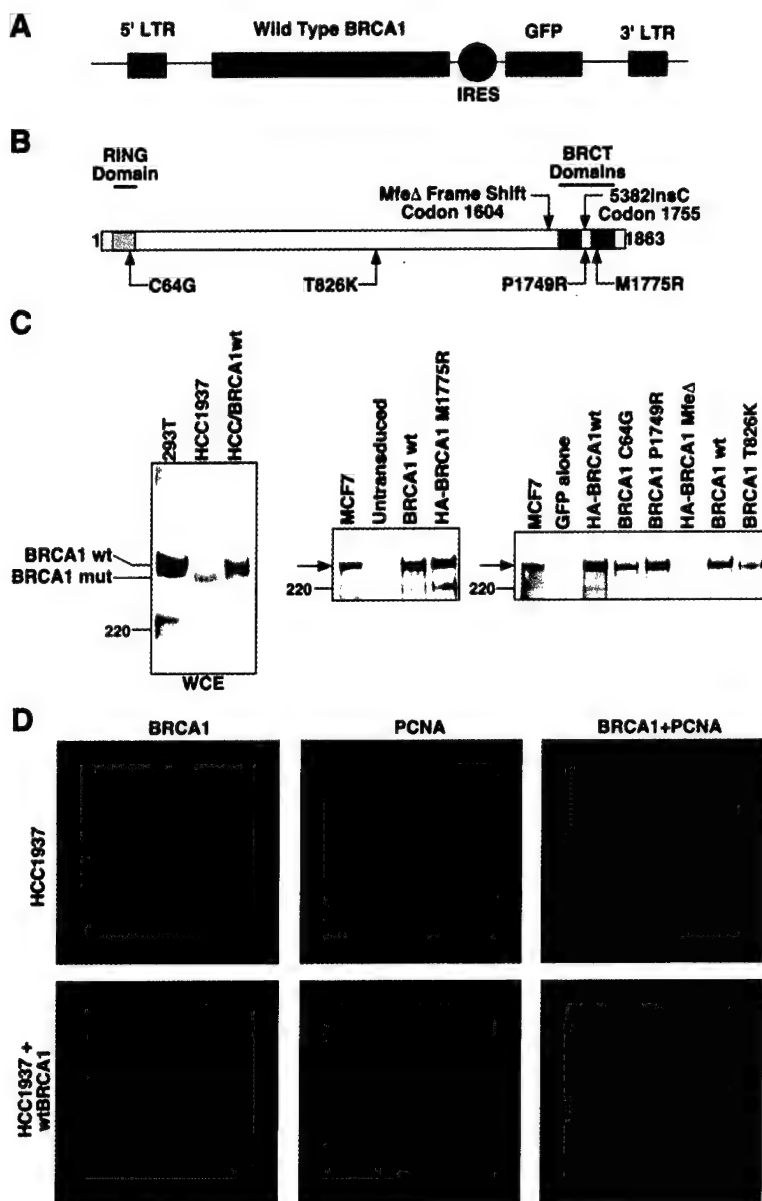 A
5' LTR Wild Type BRCA1 GFP 3' LTR
IRES
B
RING Domain
BRCT Domains
MfeΔ Frame Shift Codon 1604
5382InsC Codon 1755
1 1863
C64G T826K P1749R M1775R
C
293T
HCC1937
HCC/BRCA1wt
BRCA1 wt
BRCA1 mut
220
WCE
MCF7
Untransduced
BRCA1 wt
HA-BRCA1 M1775R
220
MCF7
GFP alone
HA-BRCA1wt
BRCA1 C64G
BRCA1 P1749R
HA-BRCA1 MfeΔ
BRCA1 wt
BRCA1 T826K
220
D
BRCA1 PCNA BRCA1+PCNA
HCC1937
HCC1937 +
wtBRCA1